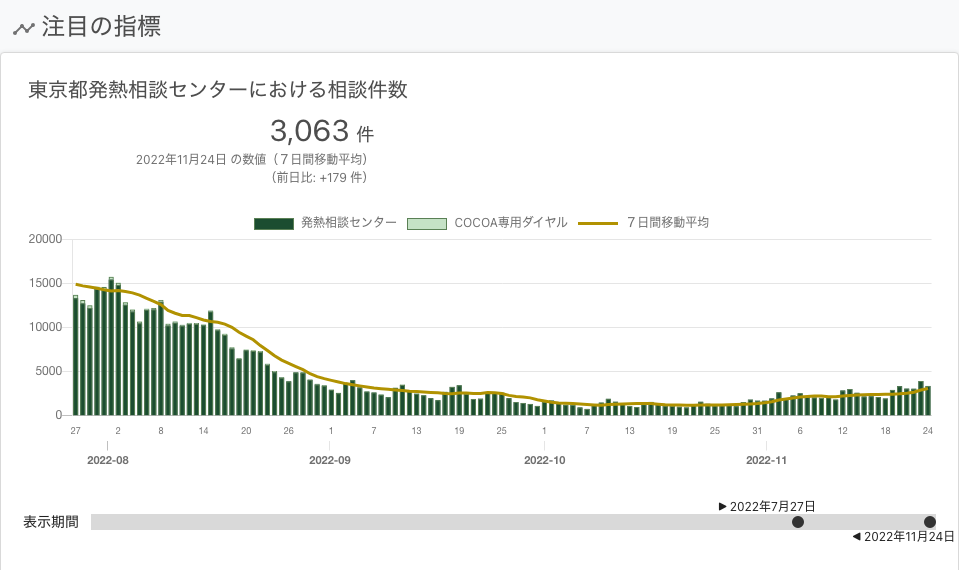 注目の指標
東京都発熱相談センターにおける相談件数
3,063 件
2022年11月24日 の数値（７日間移動平均）
（前日比: +179 件）
発熱相談センター COCOA専用ダイヤル ７日間移動平均
20000
15000
10000
5000
0
27 2 8 14 20 26 1 7 13 19 25 1 7 13 19 25 31 6 12 18 24
2022-08 2022-09 2022-10 2022-11
▶ 2022年7月27日
表示期間
◀ 2022年11月24日